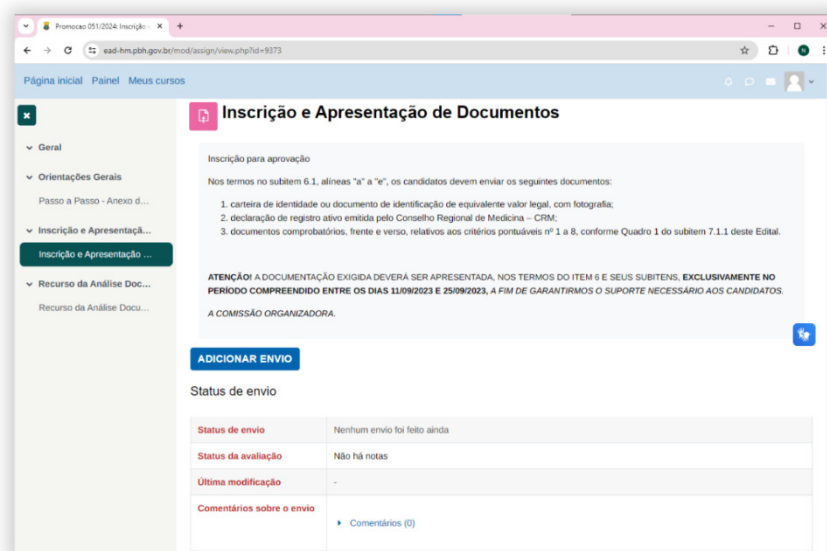 Promocao 051/2024: Inscrição -
ead-hm.pbh.gov.br/mod/assign/view.php?id=9373
N
Página inicial Painel Meus cursos
Inscrição e Apresentação de Documentos
Geral
Orientações Gerais
Passo a Passo - Anexo d...
Inscrição e Apresentaçã...
Inscrição e Apresentação ...
Recurso da Análise Doc...
Recurso da Análise Docu...
Inscrição para aprovação
Nos termos no subitem 6.1, alíneas "a" a "e", os candidatos devem enviar os seguintes documentos:
1. carteira de identidade ou documento de identificação de equivalente valor legal, com fotografia;
2. declaração de registro ativo emitida pelo Conselho Regional de Medicina – CRM;
3. documentos comprobatórios, frente e verso, relativos aos critérios pontuáveis nº 1 a 8, conforme Quadro 1 do subitem 7.1.1 deste Edital.
ATENÇÃO! A DOCUMENTAÇÃO EXIGIDA DEVERÁ SER APRESENTADA, NOS TERMOS DO ITEM 6 E SEUS SUBITENS, EXCLUSIVAMENTE NO
PERÍODO COMPREENDIDO ENTRE OS DIAS 11/09/2023 E 25/09/2023, A FIM DE GARANTIRMOS O SUPORTE NECESSÁRIO AOS CANDIDATOS.
A COMISSÃO ORGANIZADORA.
ADICIONAR ENVIO
Status de envio
Status de envio Nenhum envio foi feito ainda
Status da avaliação Não há notas
Última modificação -
Comentários sobre o envio
Comentários (0)